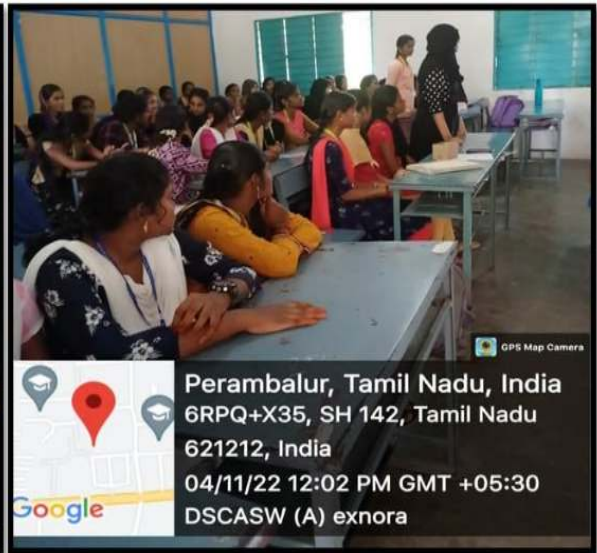 GPS Map Camera
Perambalur, Tamil Nadu, India
6RPQ+X35, SH 142, Tamil Nadu
621212, India
04/11/22 12:02 PM GMT +05:30
DSCASW (A) exnora
Google